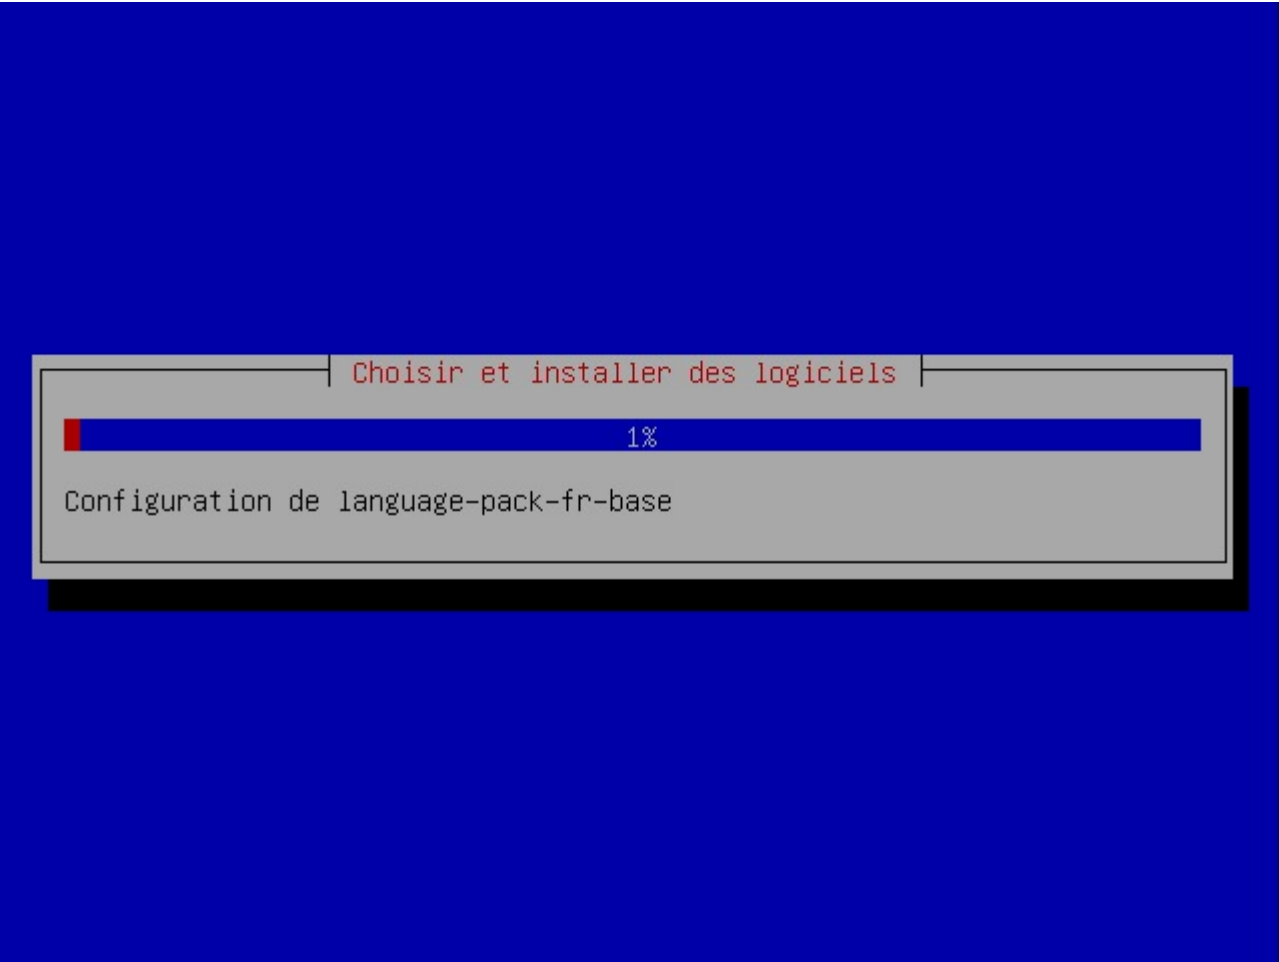 Choisir et installer des logiciels
1%
Configuration de language-pack-fr-base